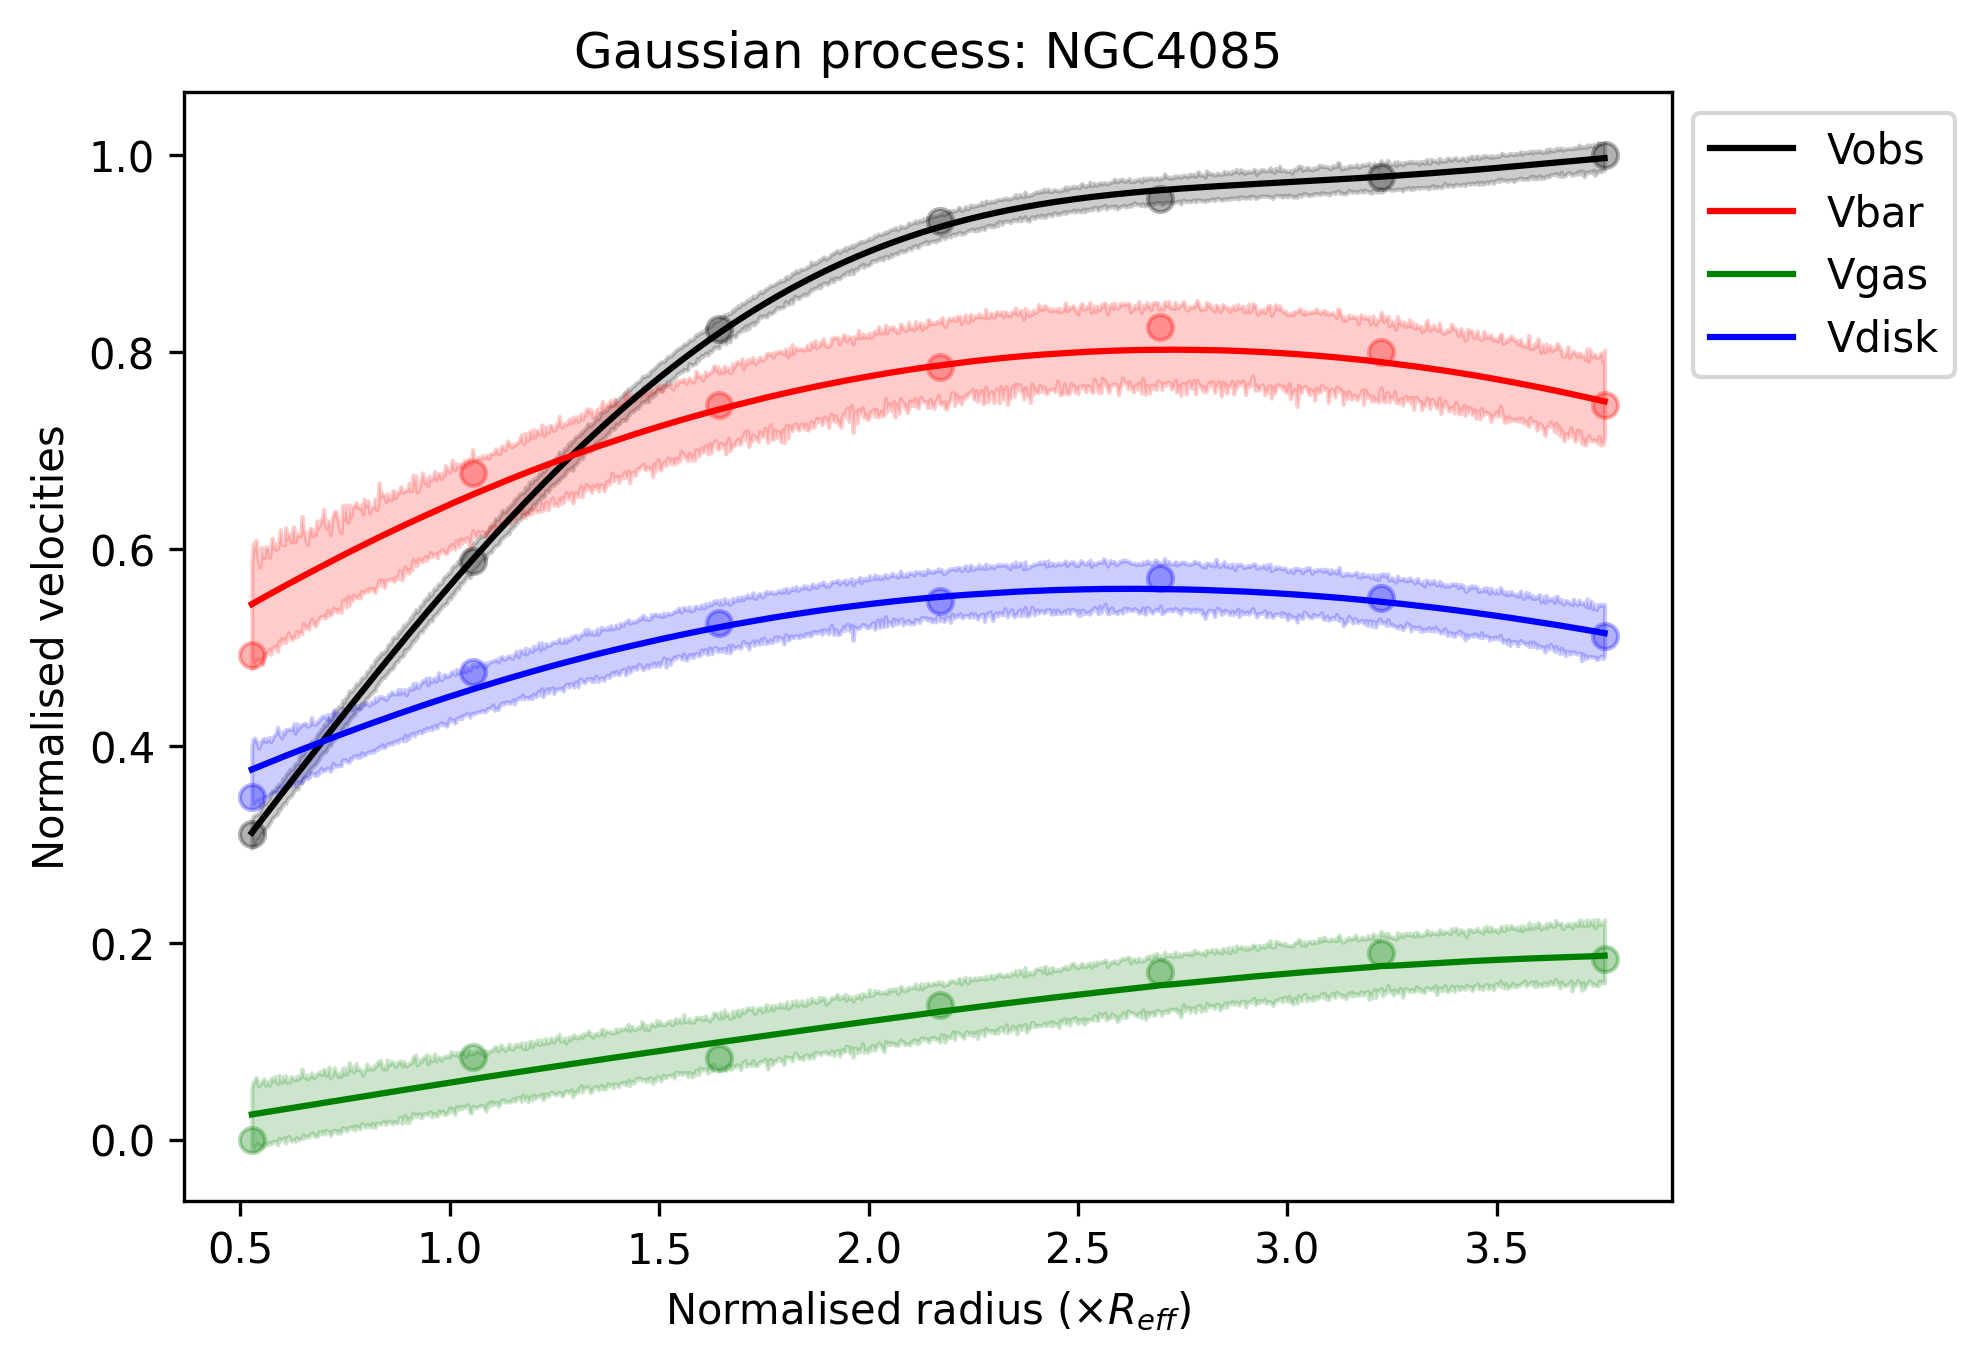 Gaussian process: NGC4085
1.0
0.8
0.6
0.4
0.2
0.0
Normalised velocities
0.5 1.0 1.5 2.0 2.5 3.0 3.5
Normalised radius (×R_eff)
Vobs
Vbar
Vgas
Vdisk